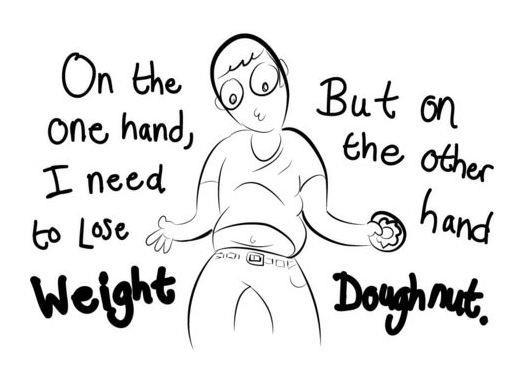 On the
one hand,
I need
to Lose
Weight
But on
the other
hand
Doughnut.